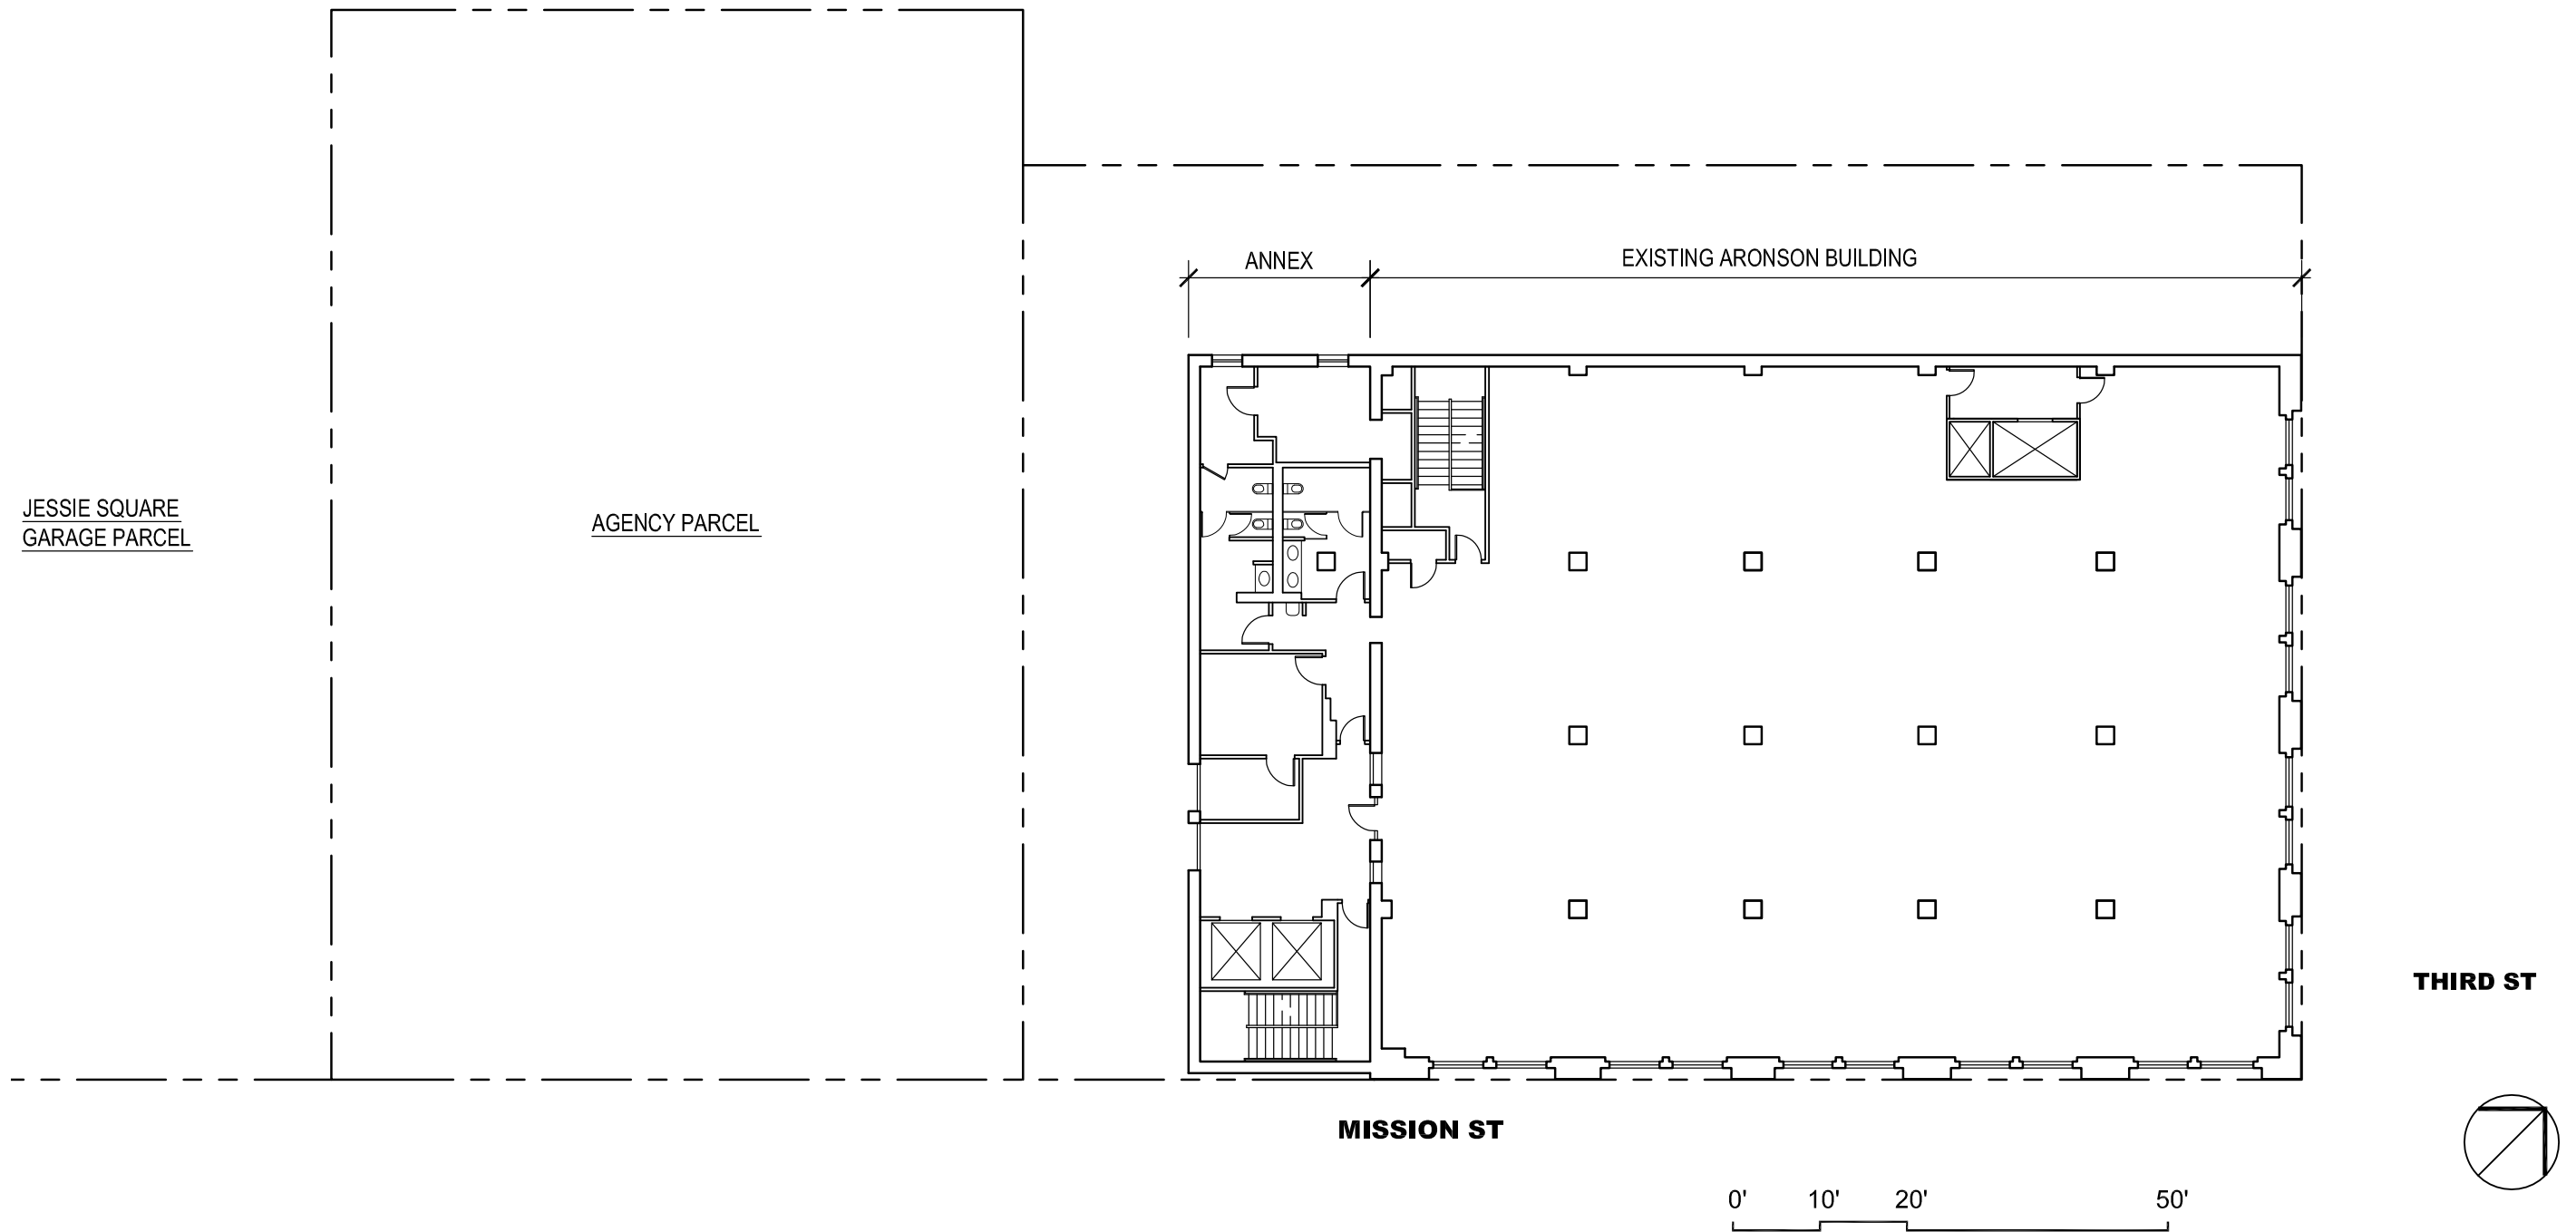 ANNEX
EXISTING ARONSON BUILDING
JESSIE SQUARE
GARAGE PARCEL
AGENCY PARCEL
THIRD ST
MISSION ST
0' 10' 20' 50'